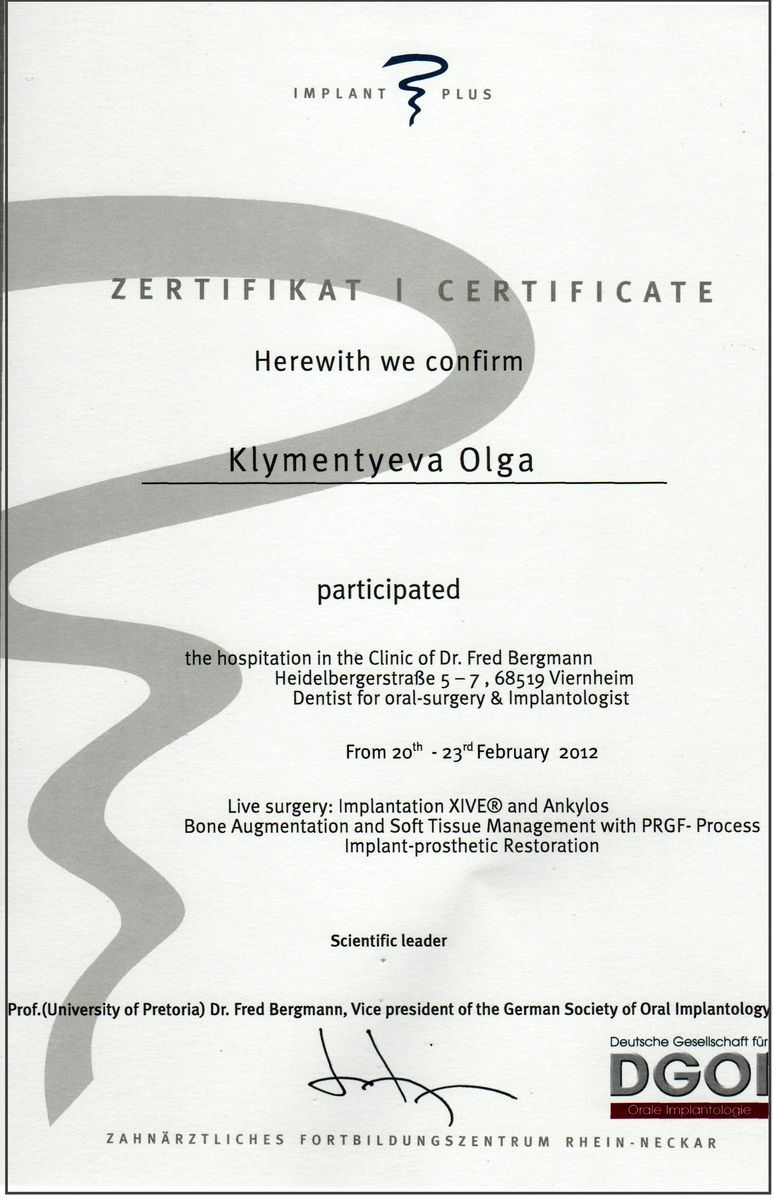 IMPLANT PLUS
ZERTIFIKAT | CERTIFICATE
Herewith we confirm
Klymentyeva Olga
participated
the hospitation in the Clinic of Dr. Fred Bergmann
Heidelbergerstraße 5 – 7 , 68519 Viernheim
Dentist for oral-surgery & Implantologist
From 20th - 23rd February 2012
Live surgery: Implantation XIVE® and Ankylos
Bone Augmentation and Soft Tissue Management with PRGF- Process
Implant-prosthetic Restoration
Scientific leader
Prof.(University of Pretoria) Dr. Fred Bergmann, Vice president of the German Society of Oral Implantology
Deutsche Gesellschaft für
DGOI
Orale Implantologie
ZAHNÄRZTLICHES FORTBILDUNGSZENTRUM RHEIN-NECKAR